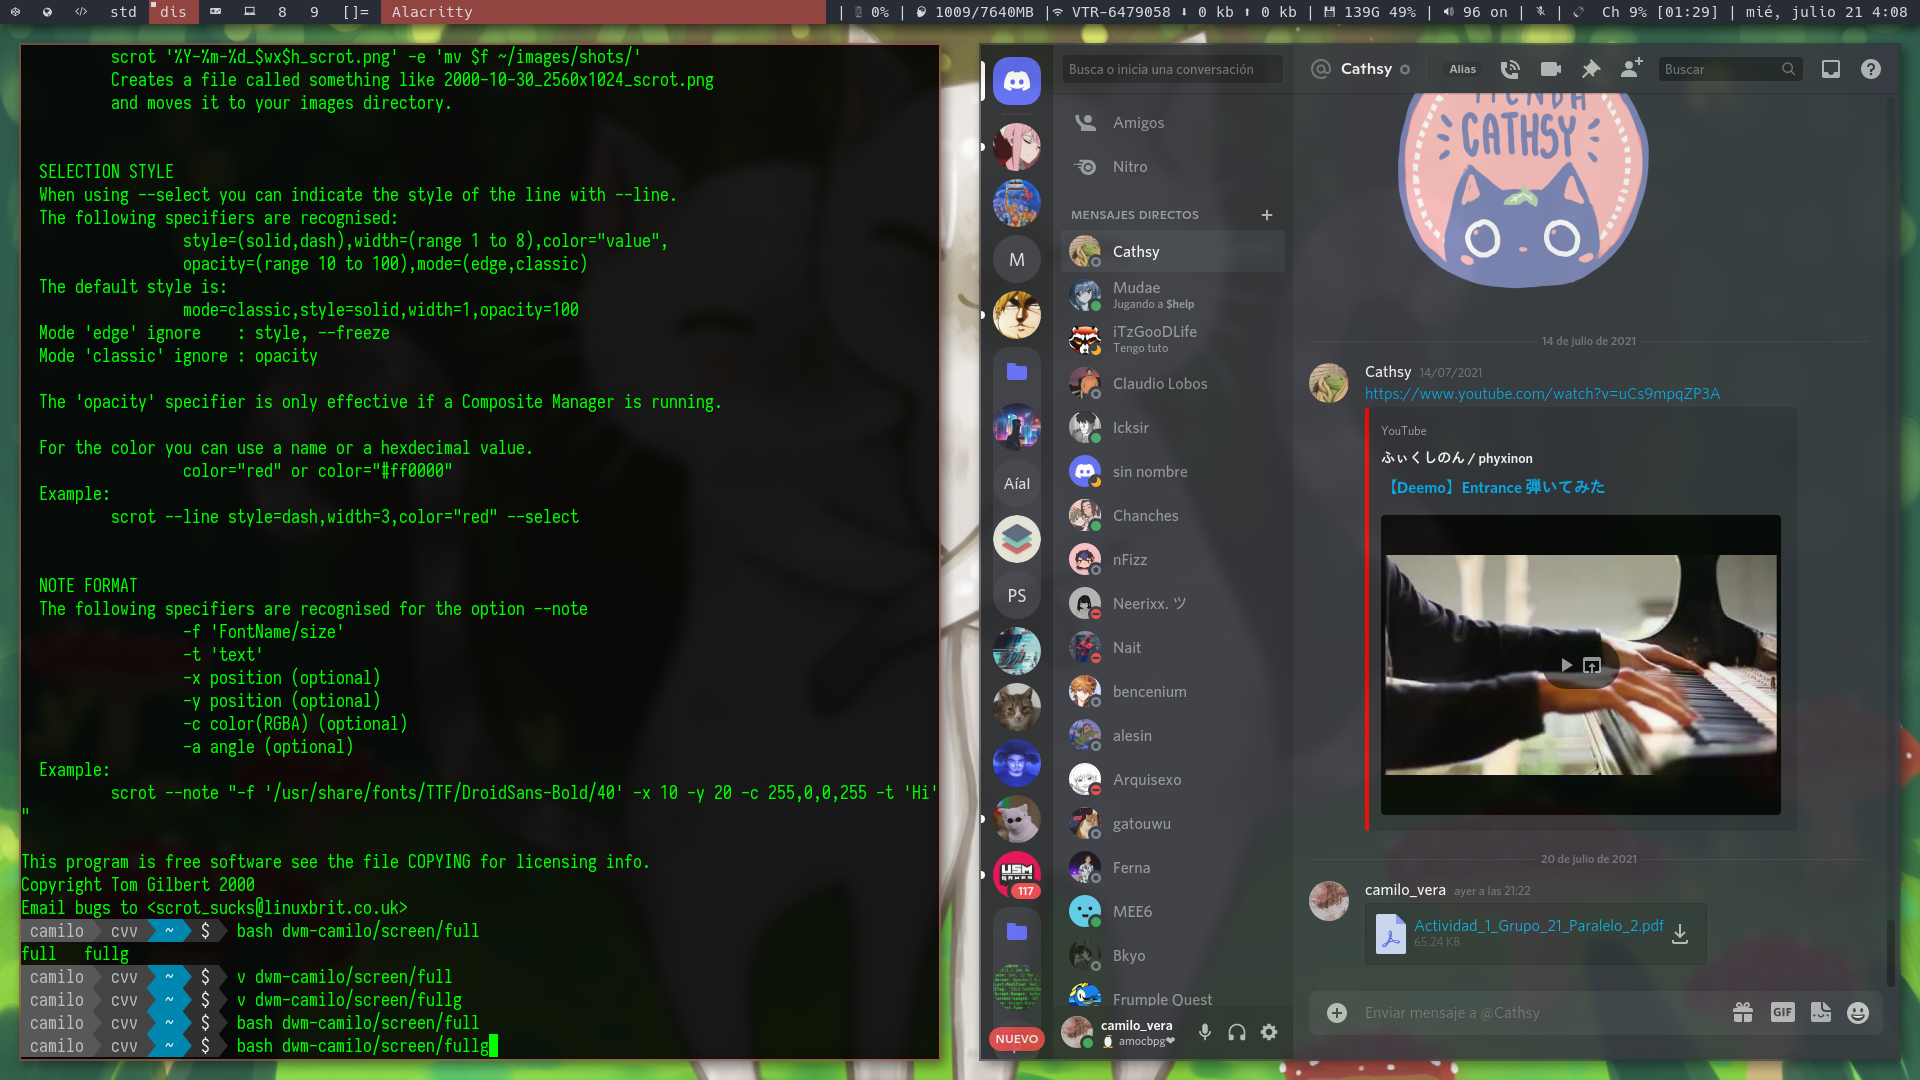 std dis 8 9 []= Alacritty | 0% | 1009/7640MB | VTR-6479058 0 kb 0 kb | 139G 49% | 96 on | | Ch 9% [01:29] | mié, julio 21 4:08
scrot '%Y-%m-%d_$wx$h_scrot.png' -e 'mv $f ~/images/shots/'
Creates a file called something like 2000-10-30_2560x1024_scrot.png
and moves it to your images directory.
SELECTION STYLE
When using --select you can indicate the style of the line with --line.
The following specifiers are recognised:
style=(solid,dash),width=(range 1 to 8),color="value",
opacity=(range 10 to 100),mode=(edge,classic)
The default style is:
mode=classic,style=solid,width=1,opacity=100
Mode 'edge' ignore    : style, --freeze
Mode 'classic' ignore : opacity
The 'opacity' specifier is only effective if a Composite Manager is running.
For the color you can use a name or a hexdecimal value.
color="red" or color="#ff0000"
Example:
scrot --line style=dash,width=3,color="red" --select
NOTE FORMAT
The following specifiers are recognised for the option --note
-f 'FontName/size'
-t 'text'
-x position (optional)
-y position (optional)
-c color(RGBA) (optional)
-a angle (optional)
Example:
scrot --note "-f '/usr/share/fonts/TTF/DroidSans-Bold/40' -x 10 -y 20 -c 255,0,0,255 -t 'Hi'
"
This program is free software see the file COPYING for licensing info.
Copyright Tom Gilbert 2000
Email bugs to <scrot_sucks@linuxbrit.co.uk>
camilo cvv ~ $ bash dwm-camilo/screen/full
full   fullg
camilo cvv ~ $ v dwm-camilo/screen/full
camilo cvv ~ $ v dwm-camilo/screen/fullg
camilo cvv ~ $ bash dwm-camilo/screen/full
camilo cvv ~ $ bash dwm-camilo/screen/fullg
M
Aíal
PS
USM
117
NUEVO
Busca o inicia una conversación
Amigos
Nitro
MENSAJES DIRECTOS +
Cathsy
Mudae
Jugando a $help
iTzGooDLife
Tengo tuto
Claudio Lobos
lcksir
sin nombre
Chanches
nFizz
Neerixx. ツ
Nait
bencenium
alesin
Arquisexo
gatouwu
Ferna
MEE6
Bkyo
Frumple Quest
camilo_vera
amocbpg❤
@ Cathsy Alias Buscar
TIENDA
CATHSY
14 de julio de 2021
Cathsy 14/07/2021
https://www.youtube.com/watch?v=uCs9mpqZP3A
YouTube
ふぃくしのん / phyxinon
【Deemo】Entrance 弾いてみた
20 de julio de 2021
camilo_vera ayer a las 21:22
Actividad_1_Grupo_21_Paralelo_2.pdf
65.24 KB
Enviar mensaje a @Cathsy GIF